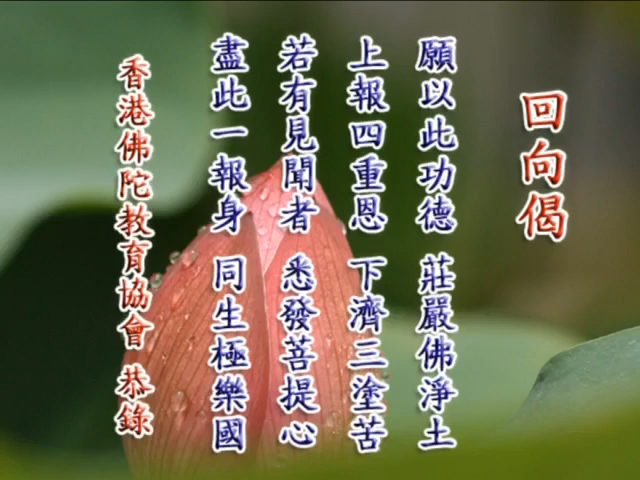 回向偈
願以此功德 莊嚴佛淨土
上報四重恩 下濟三塗苦
若有見聞者 悉發菩提心
盡此一報身 同生極樂國
香港佛陀教育協會 恭錄